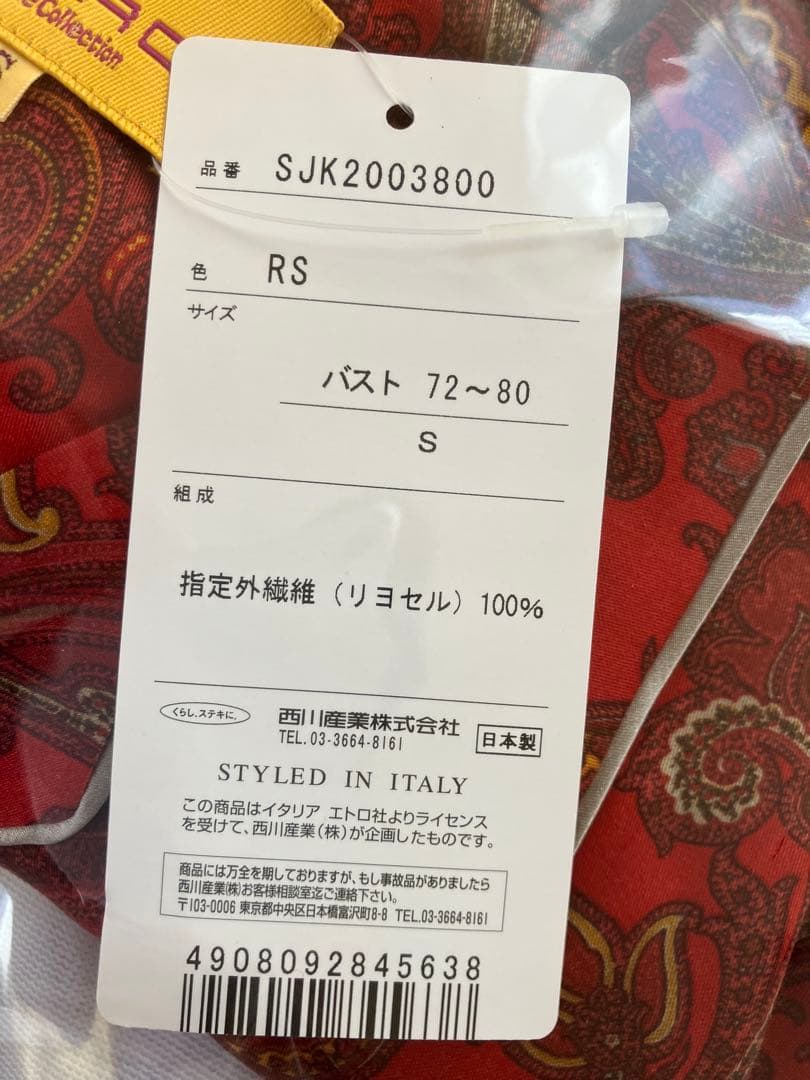 Collection
品番 SJK2003800
色 RS
サイズ
バスト 72～80
S
組成
指定外繊維（リヨセル）100%
くらし、ステキに。
西川産業株式会社
TEL.03-3664-8161
日本製
STYLED IN ITALY
この商品はイタリア エトロ社よりライセンス
を受けて、西川産業（株）が企画したものです。
商品には万全を期しておりますが、もし事故品がありましたら
西川産業（株）お客様相談室迄ご連絡下さい。
〒103-0006 東京都中央区日本橋富沢町8-8 TEL.03-3664-8161
4908092845638